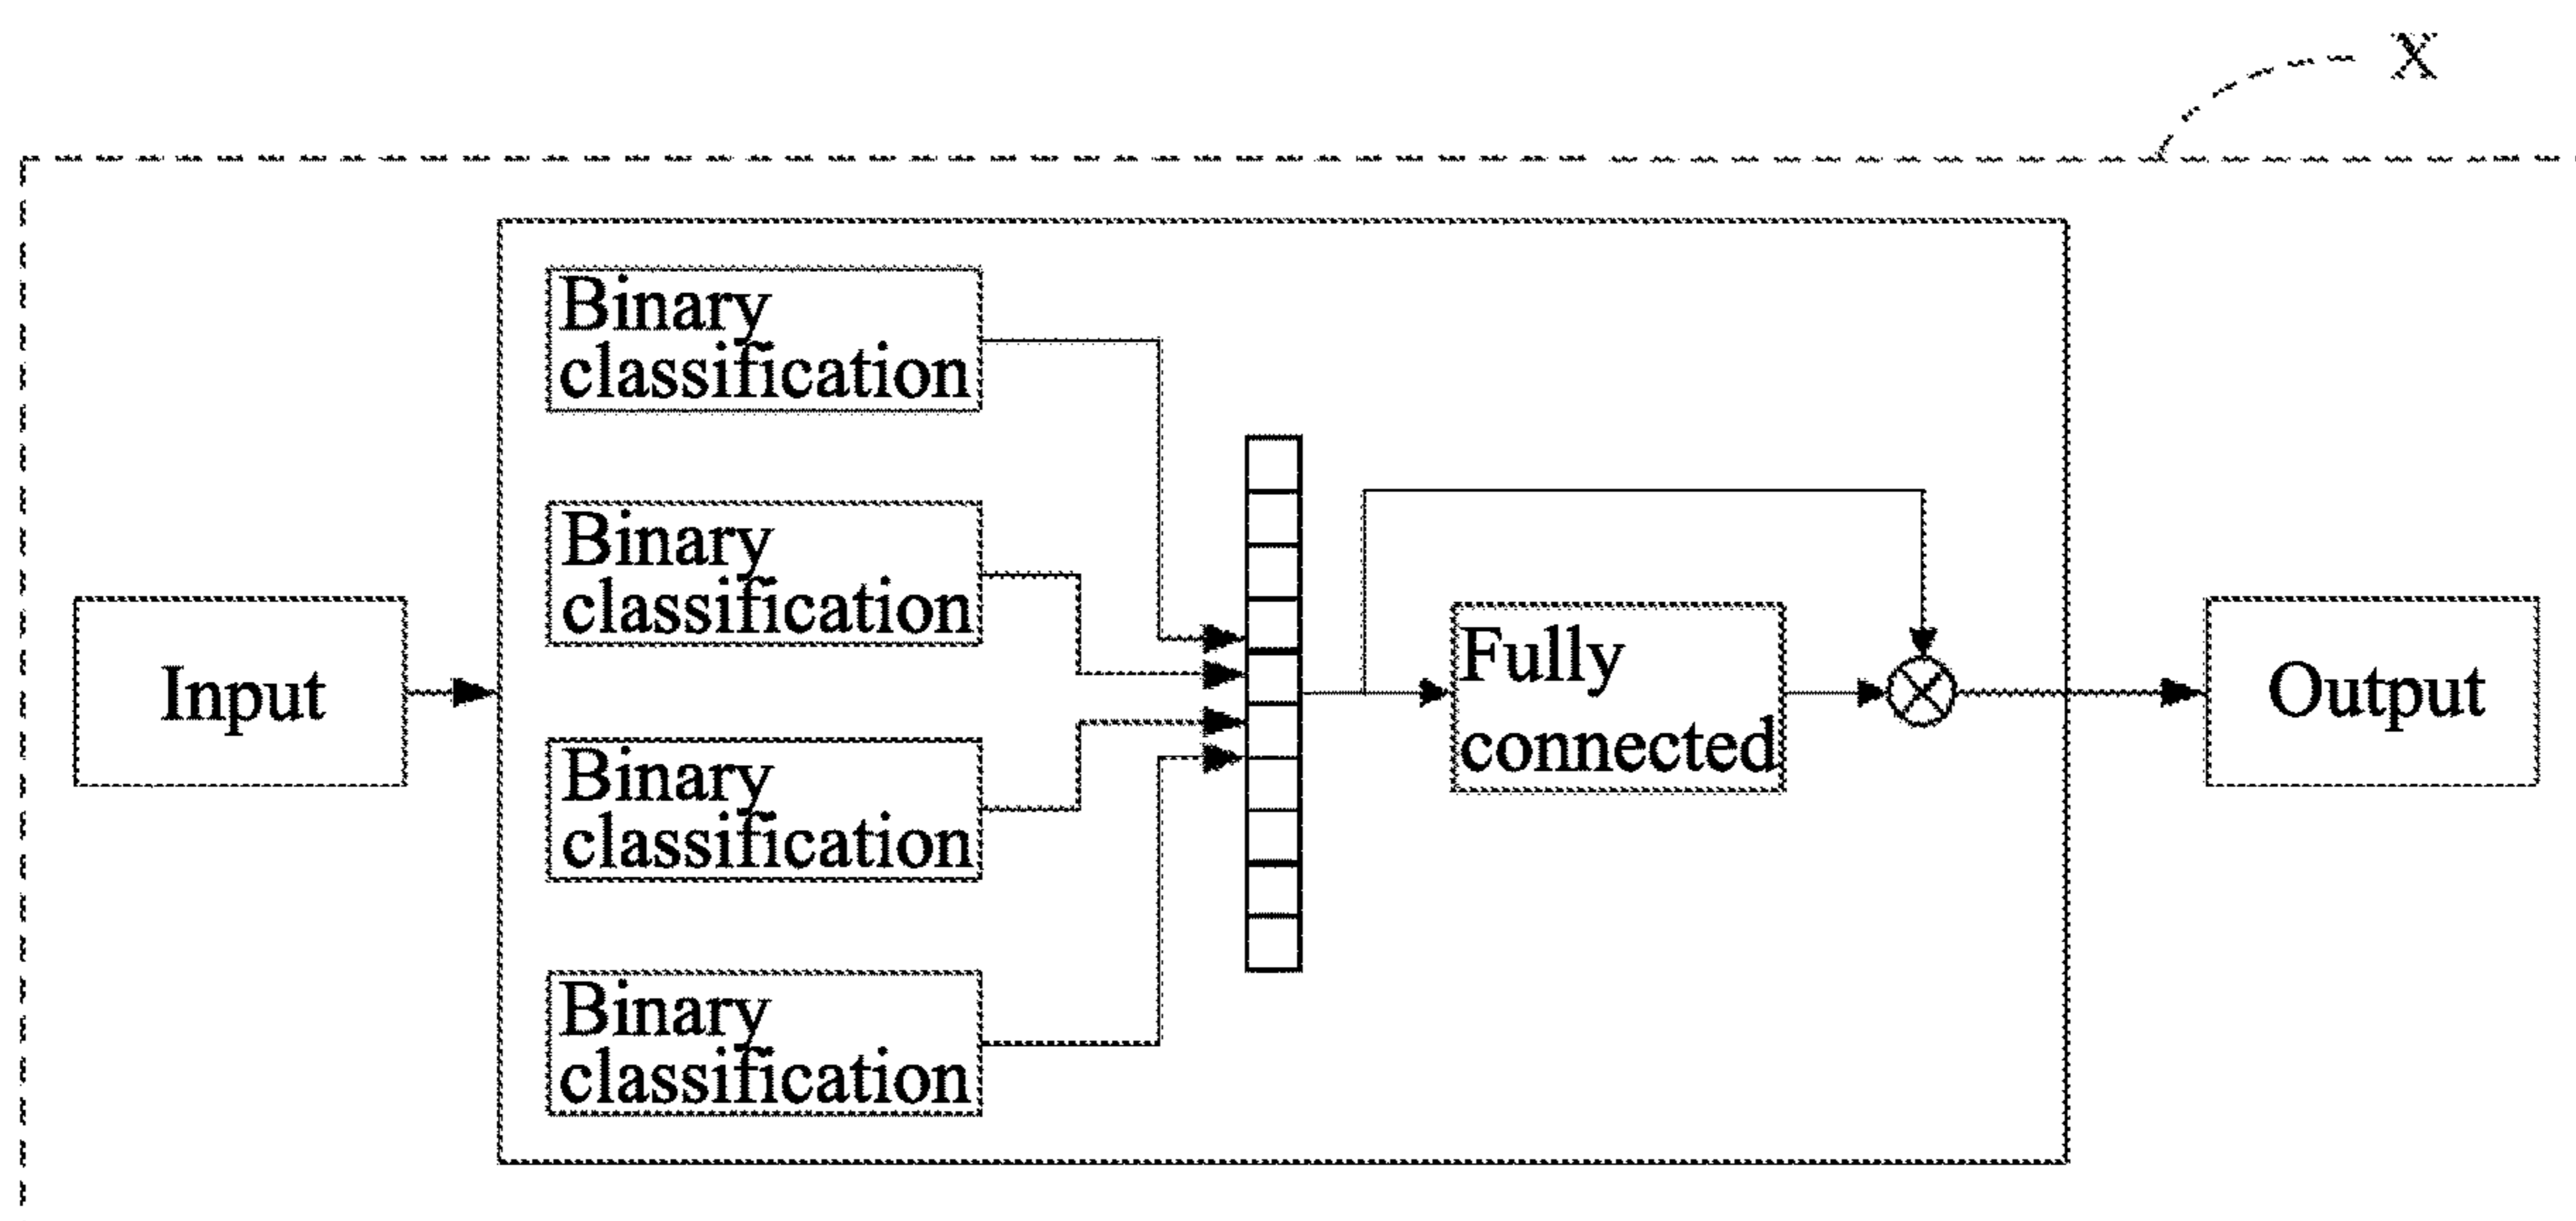 X
Binary
classification
Binary
classification
Input
Fully
connected
Output
Binary
classification
Binary
classification